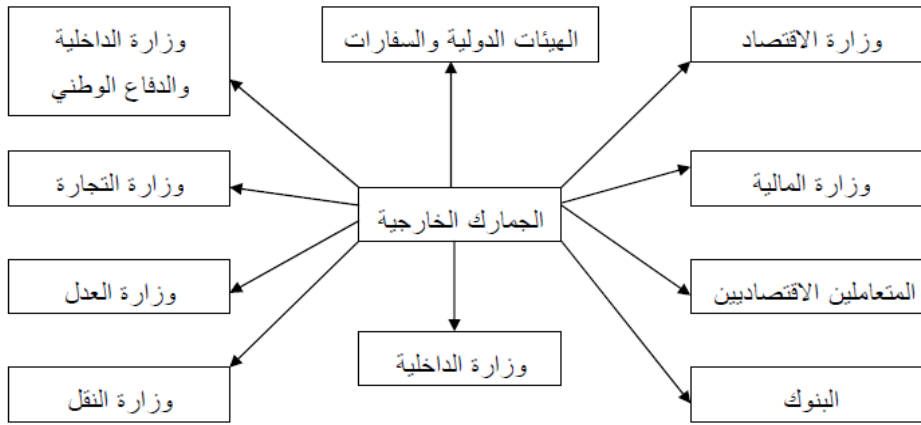 وزارة الاقتصاد
الهيئات الدولية والسفارات
وزارة الداخلية
والدفاع الوطني
وزارة المالية
وزارة التجارة
الجمارك الخارجية
المتعاملين الاقتصاديين
وزارة العدل
وزارة الداخلية
البنوك
وزارة النقل